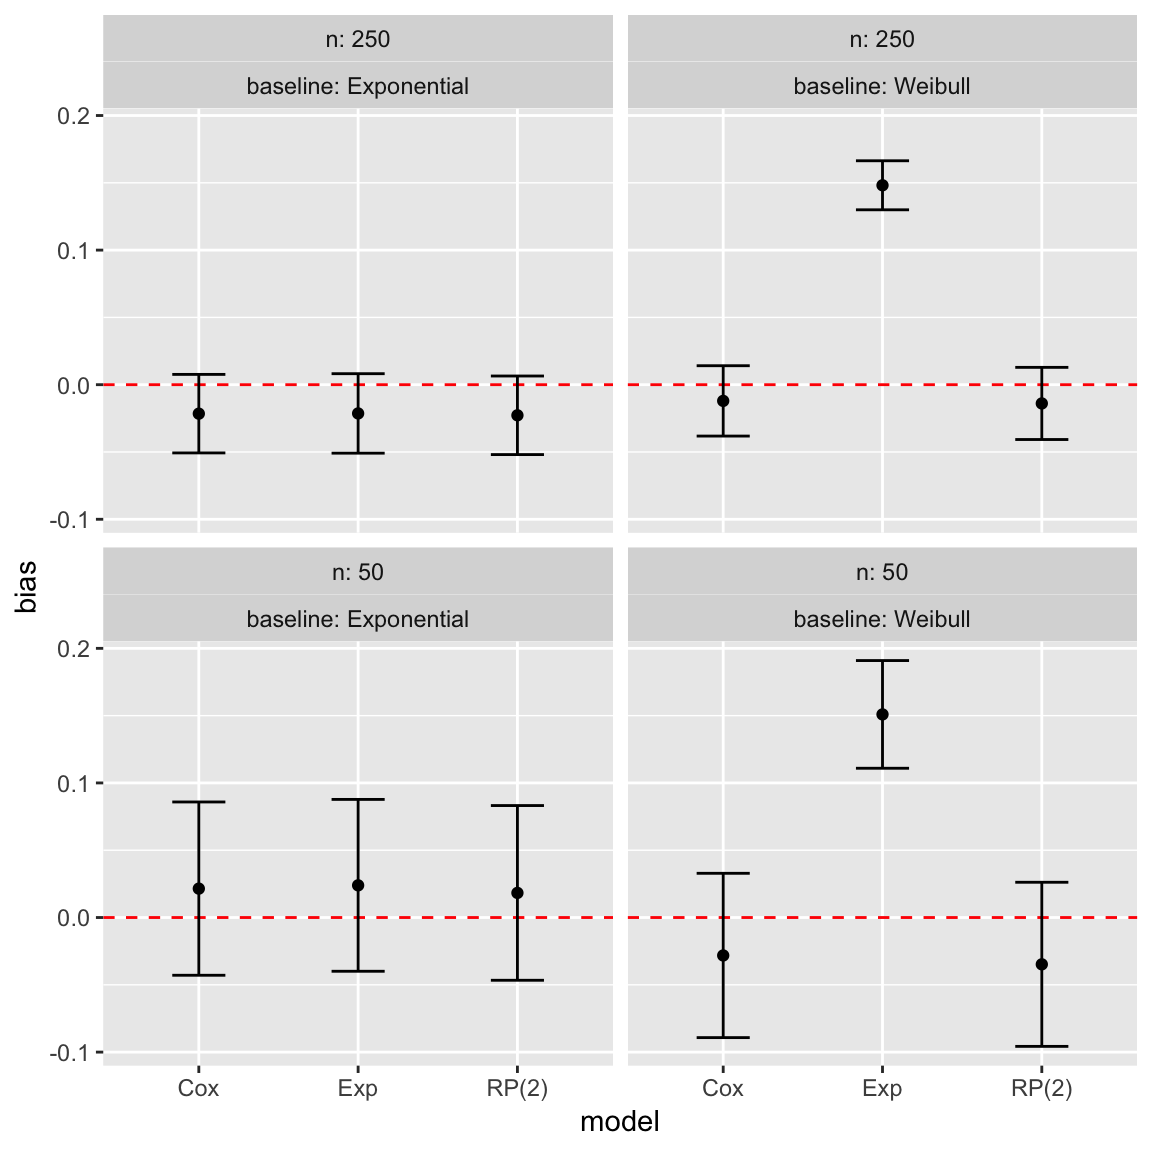 n: 250
n: 250
baseline: Exponential
baseline: Weibull
0.2
0.1
0.0
-0.1
bias
n: 50
n: 50
baseline: Exponential
baseline: Weibull
0.2
0.1
0.0
-0.1
Cox
Exp
RP(2)
Cox
Exp
RP(2)
model